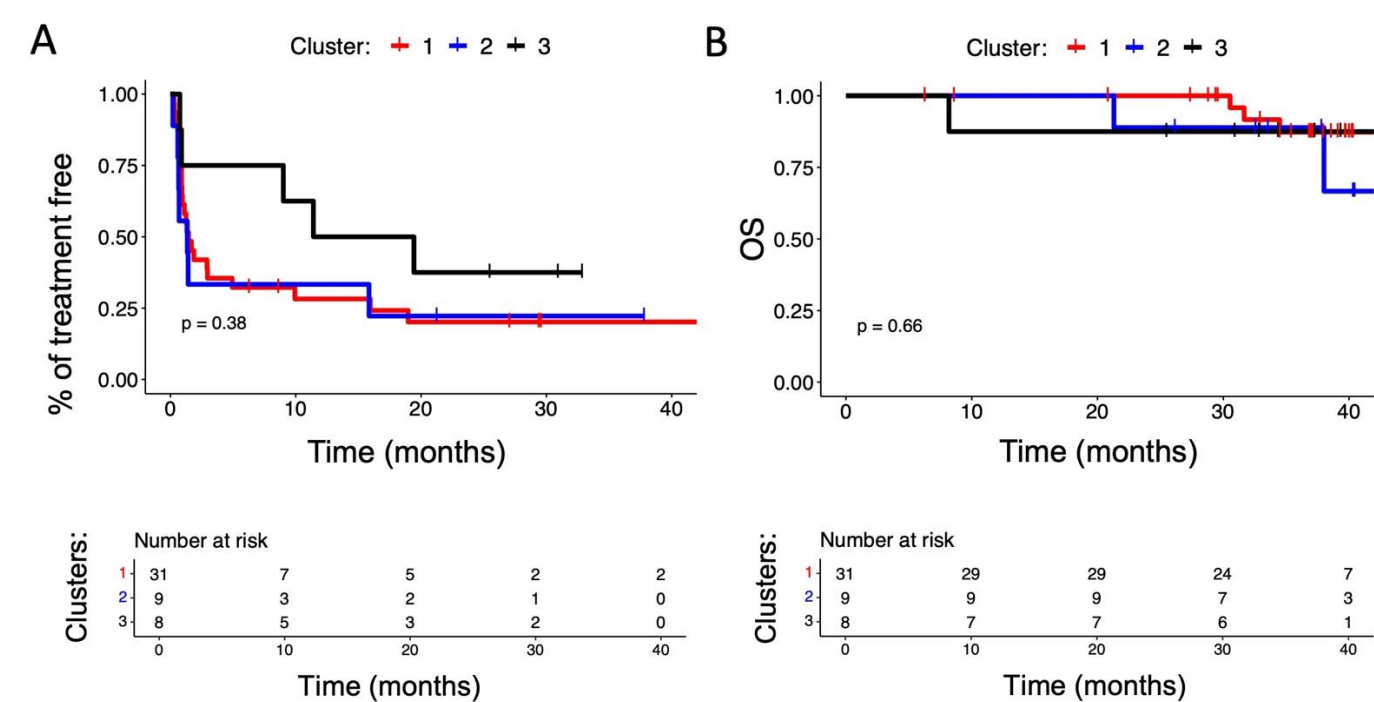 A
Cluster: 1 2 3
% of treatment free
1.00
0.75
0.50
0.25
0.00
p = 0.38
0 10 20 30 40
Time (months)
Clusters:
Number at risk
1 31 7 5 2 2
2 9 3 2 1 0
3 8 5 3 2 0
0 10 20 30 40
Time (months)
B
Cluster: 1 2 3
OS
1.00
0.75
0.50
0.25
0.00
p = 0.66
0 10 20 30 40
Time (months)
Clusters:
Number at risk
1 31 29 29 24 7
2 9 9 9 7 3
3 8 7 7 6 1
0 10 20 30 40
Time (months)